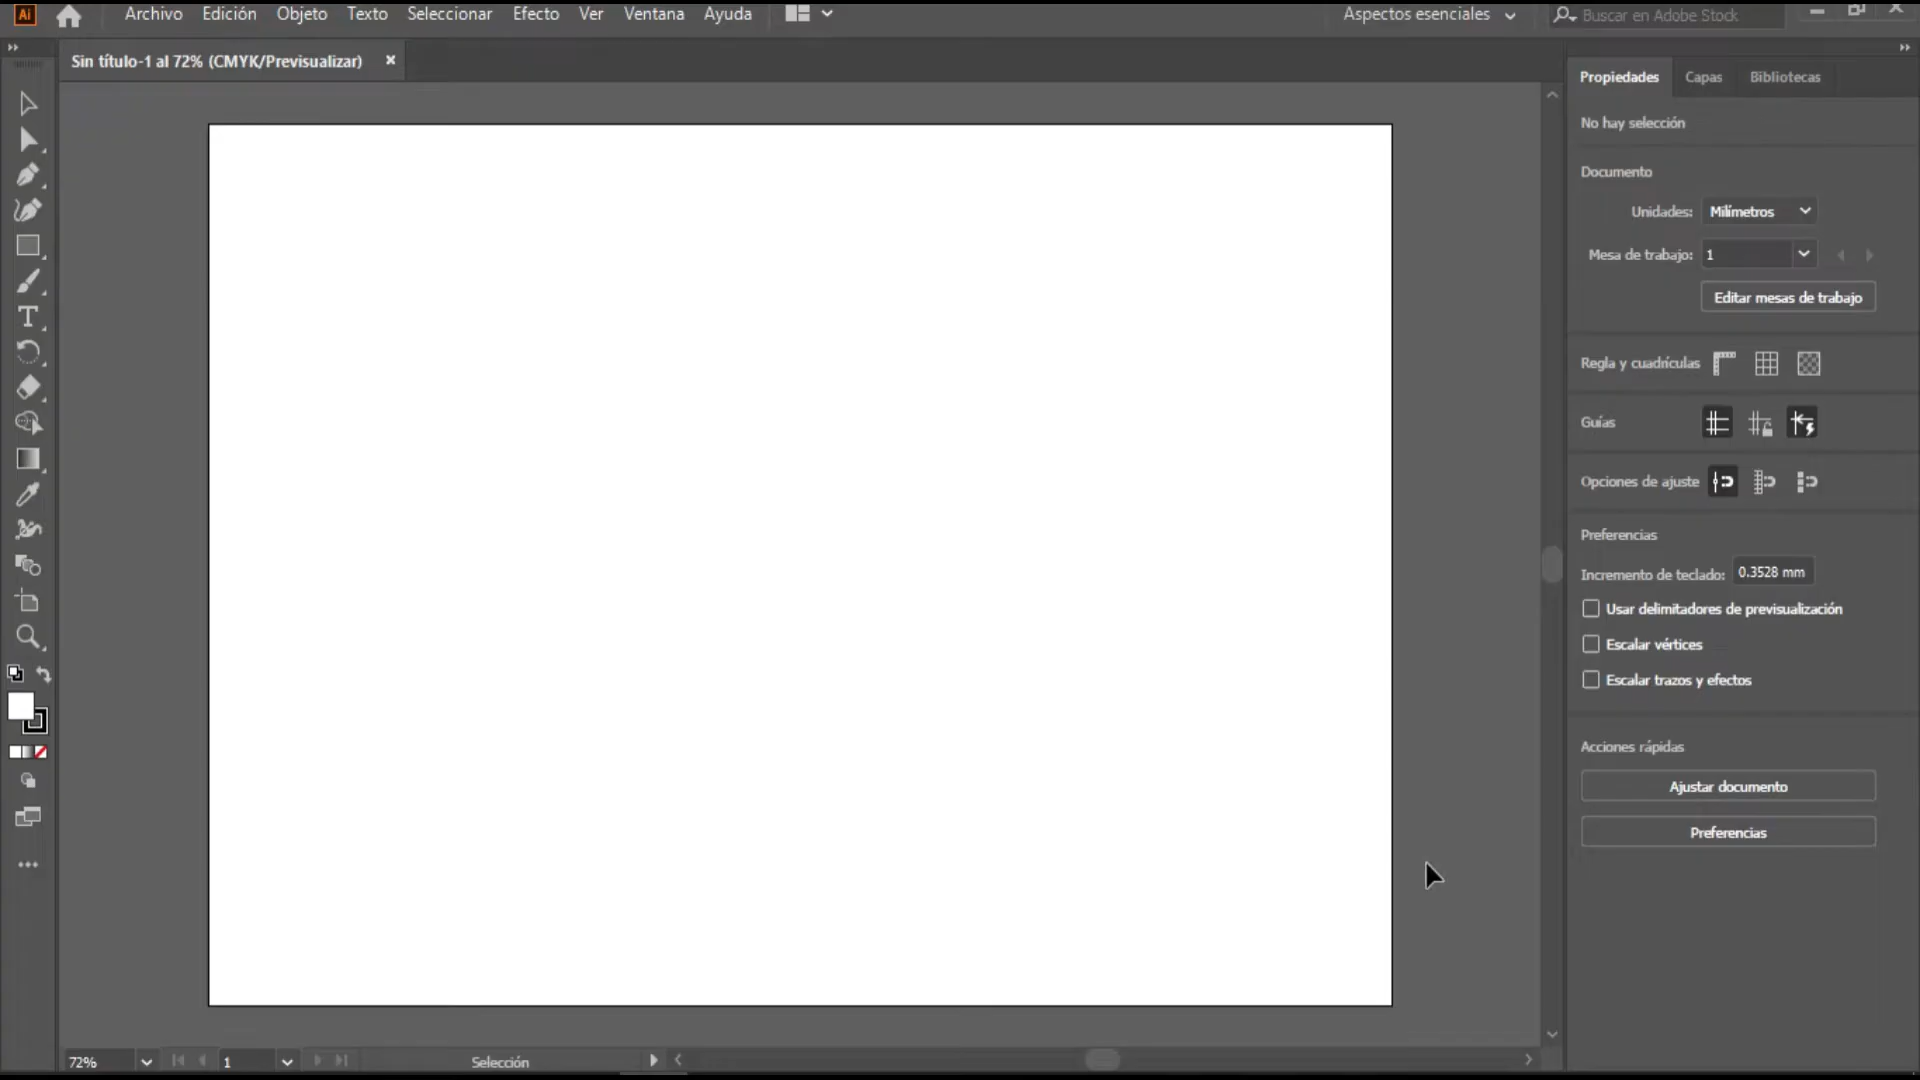 Ai
Archivo Edición Objeto Texto Seleccionar Efecto Ver Ventana Ayuda
Aspectos esenciales
Buscar en Adobe Stock
Sin título-1 al 72% (CMYK/Previsualizar) ×
Propiedades Capas Bibliotecas
No hay selección
Documento
Unidades: Milímetros
Mesa de trabajo: 1
Editar mesas de trabajo
Regla y cuadrículas
Guías
Opciones de ajuste
Preferencias
Incremento de teclado: 0.3528 mm
Usar delimitadores de previsualización
Escalar vértices
Escalar trazos y efectos
Acciones rápidas
Ajustar documento
Preferencias
72% 1 Selección